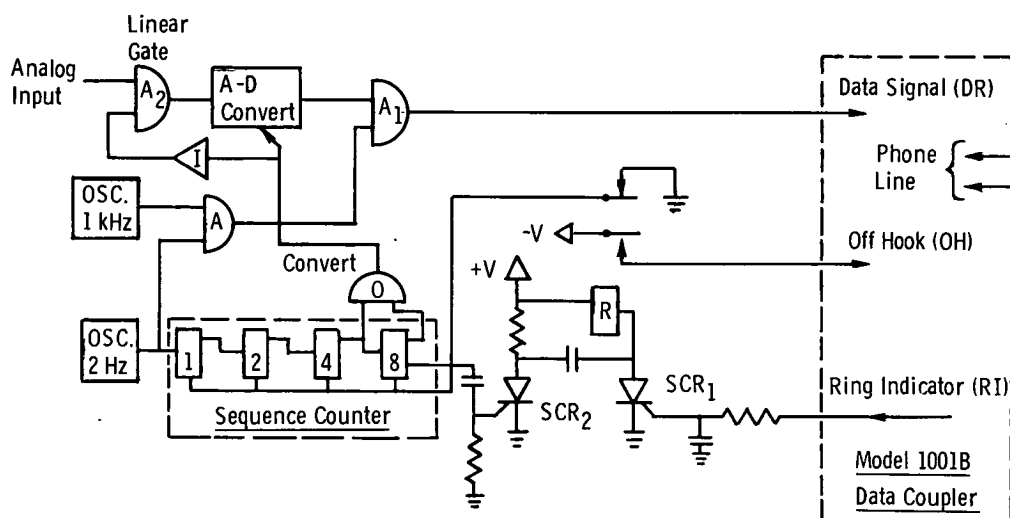 Linear
Gate
Analog
Input
A2
A-D
Convert
A1
Data Signal (DR)
I
Phone
Line
OSC.
1 kHz
A
-V
Off Hook (OH)
Convert
+V
O
R
OSC.
2 Hz
1
2
4
8
SCR1
Ring Indicator (RI)
SCR2
Sequence Counter
Model 1001B
Data Coupler